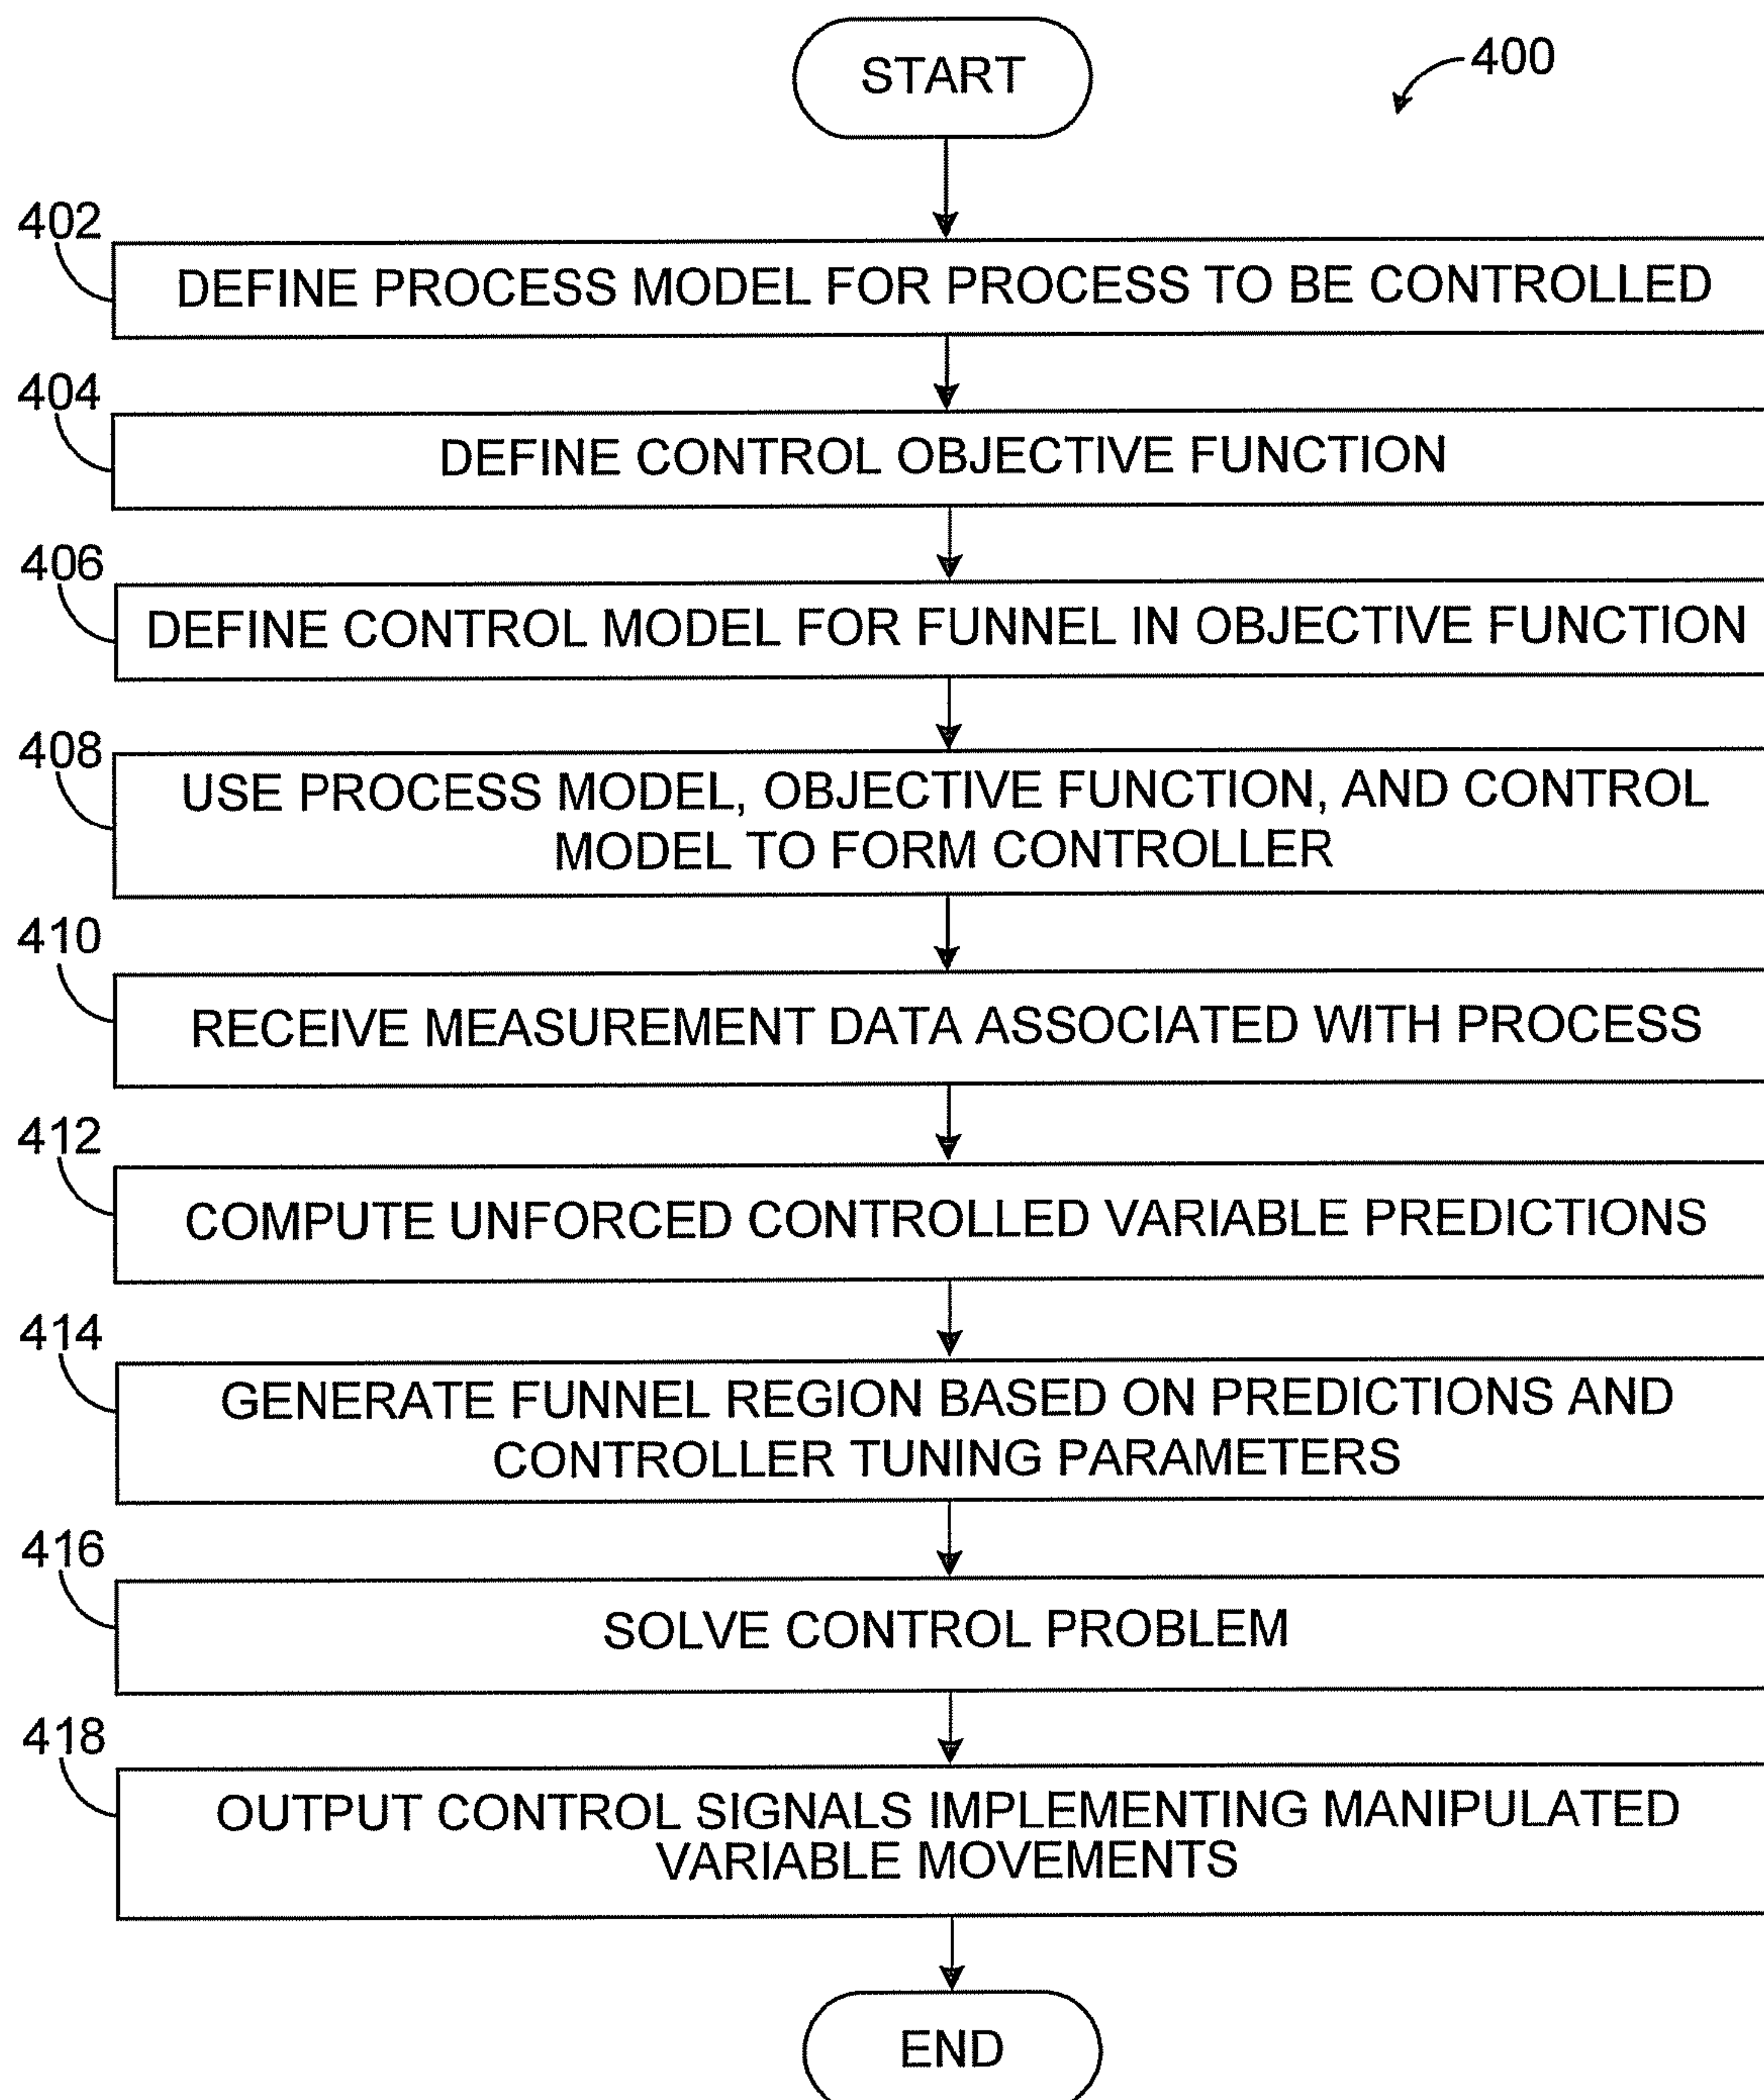 START
400
402
DEFINE PROCESS MODEL FOR PROCESS TO BE CONTROLLED
404
DEFINE CONTROL OBJECTIVE FUNCTION
406
DEFINE CONTROL MODEL FOR FUNNEL IN OBJECTIVE FUNCTION
408
USE PROCESS MODEL, OBJECTIVE FUNCTION, AND CONTROL
MODEL TO FORM CONTROLLER
410
RECEIVE MEASUREMENT DATA ASSOCIATED WITH PROCESS
412
COMPUTE UNFORCED CONTROLLED VARIABLE PREDICTIONS
414
GENERATE FUNNEL REGION BASED ON PREDICTIONS AND
CONTROLLER TUNING PARAMETERS
416
SOLVE CONTROL PROBLEM
418
OUTPUT CONTROL SIGNALS IMPLEMENTING MANIPULATED
VARIABLE MOVEMENTS
END